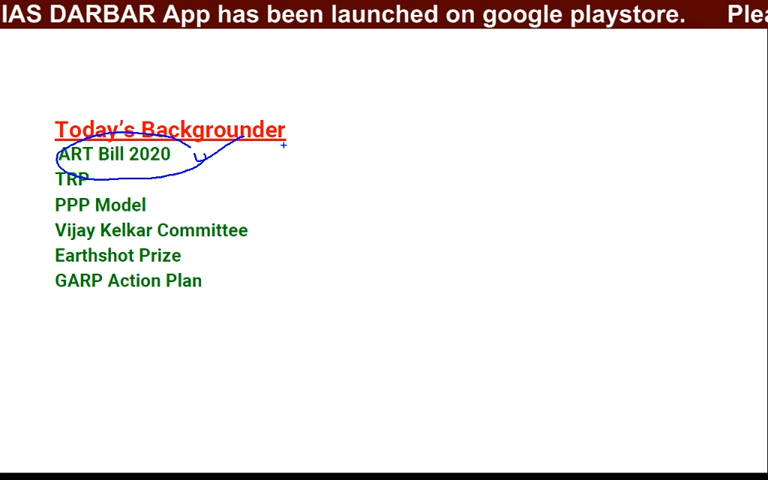 IAS DARBAR App has been launched on google playstore. Plea
Today's Backgrounder
ART Bill 2020
TRP
PPP Model
Vijay Kelkar Committee
Earthshot Prize
GARP Action Plan